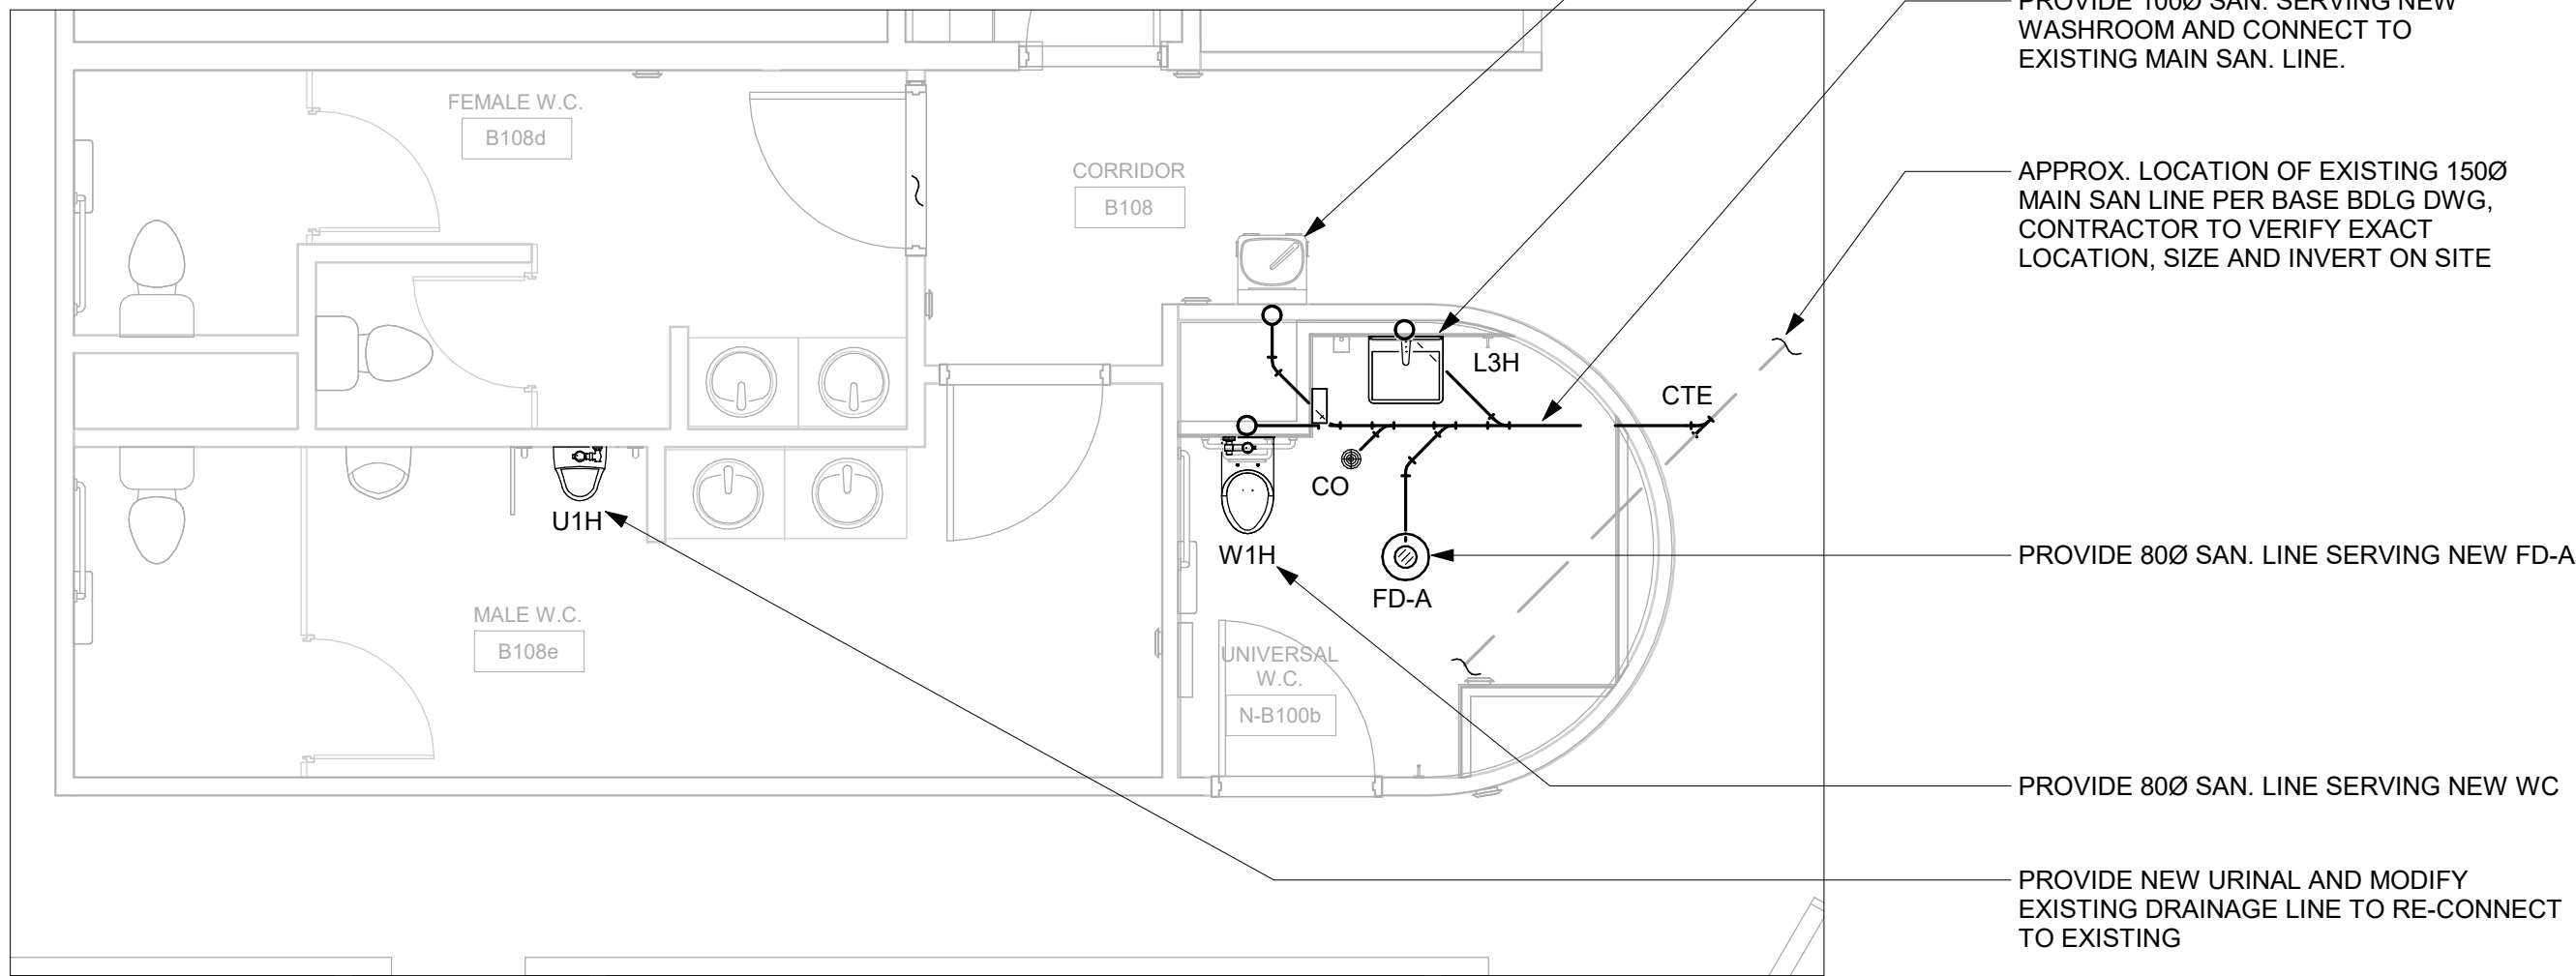 PROVIDE 100Ø SAN. SERVING NEW
WASHROOM AND CONNECT TO
EXISTING MAIN SAN. LINE.
FEMALE W.C.
B108d
CORRIDOR
B108
APPROX. LOCATION OF EXISTING 150Ø
MAIN SAN LINE PER BASE BDLG DWG,
CONTRACTOR TO VERIFY EXACT
LOCATION, SIZE AND INVERT ON SITE
L3H
CTE
CO
U1H
W1H
FD-A
PROVIDE 80Ø SAN. LINE SERVING NEW FD-A
MALE W.C.
B108e
UNIVERSAL
W.C.
N-B100b
PROVIDE 80Ø SAN. LINE SERVING NEW WC
PROVIDE NEW URINAL AND MODIFY
EXISTING DRAINAGE LINE TO RE-CONNECT
TO EXISTING